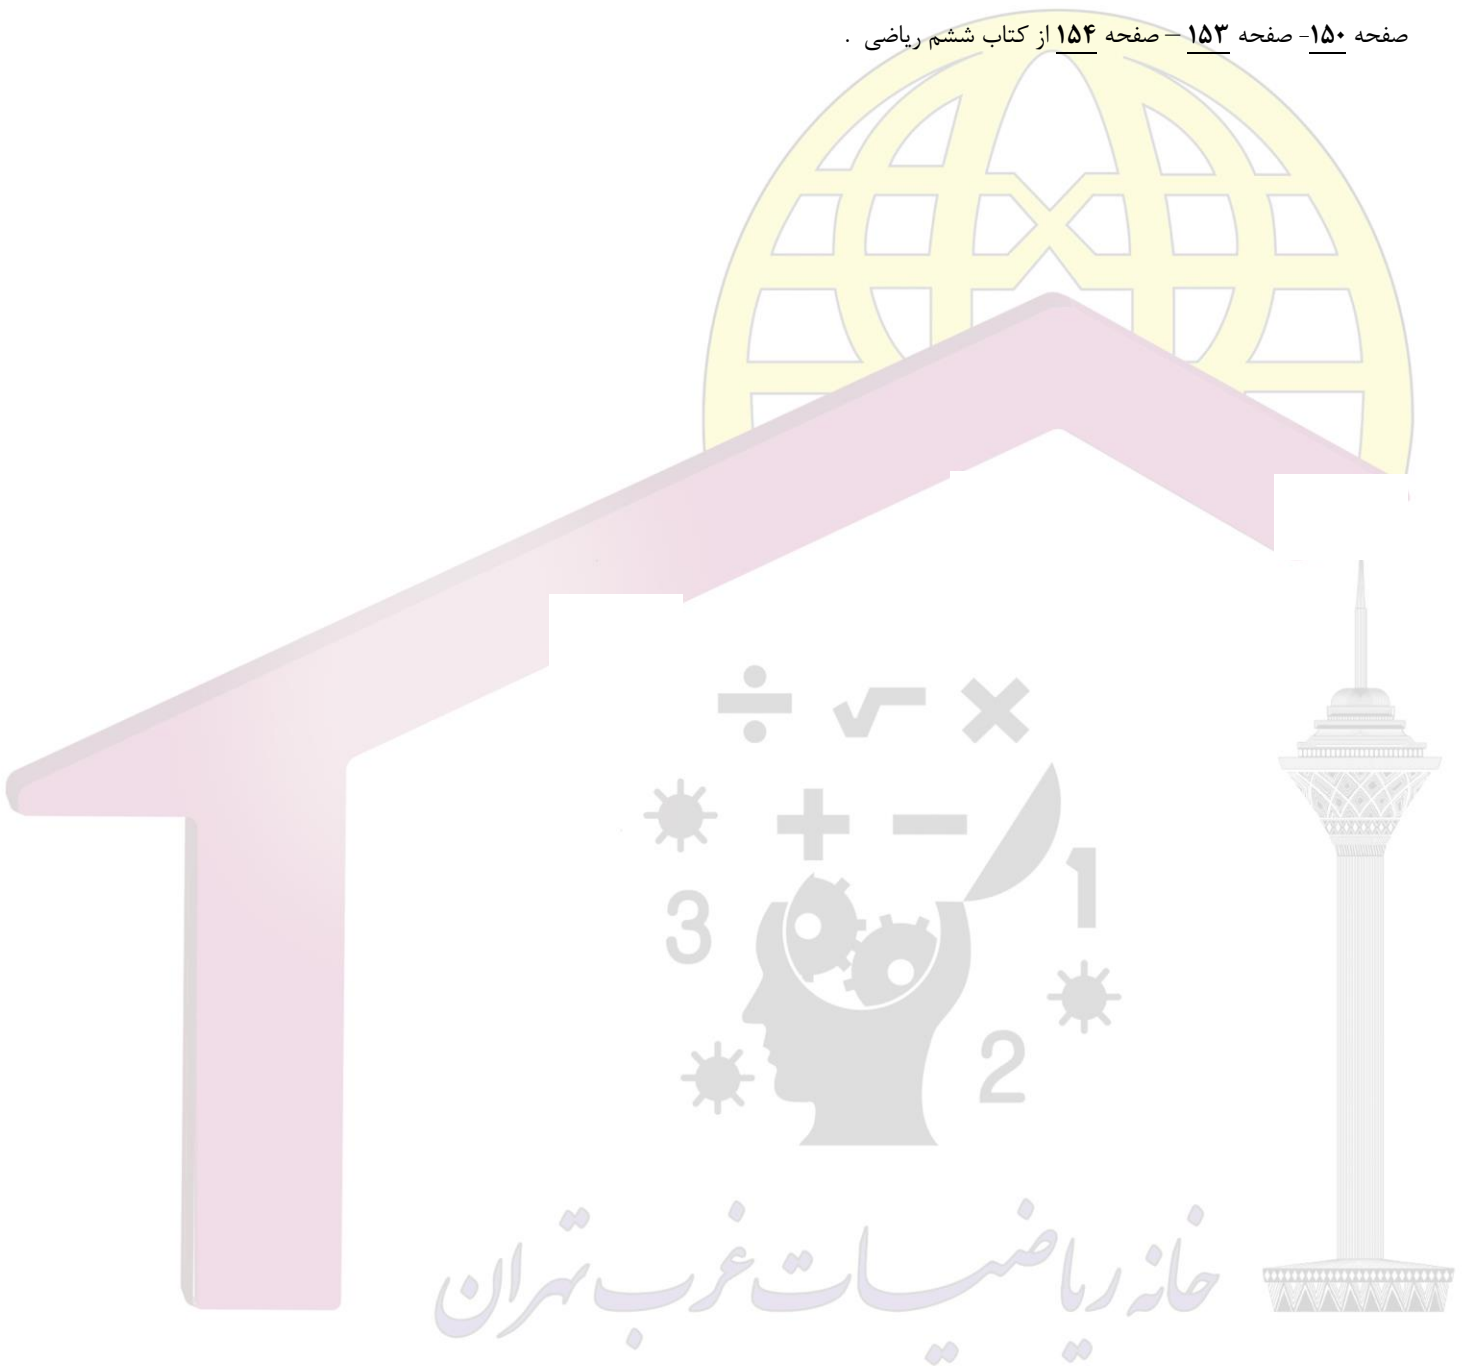 صفحه ۱۵۰- صفحه ۱۵۳ – صفحه ۱۵۴ از کتاب ششم ریاضی .
÷ √ ×
+ −
3 1
2
خانه ریاضیات غرب تهران